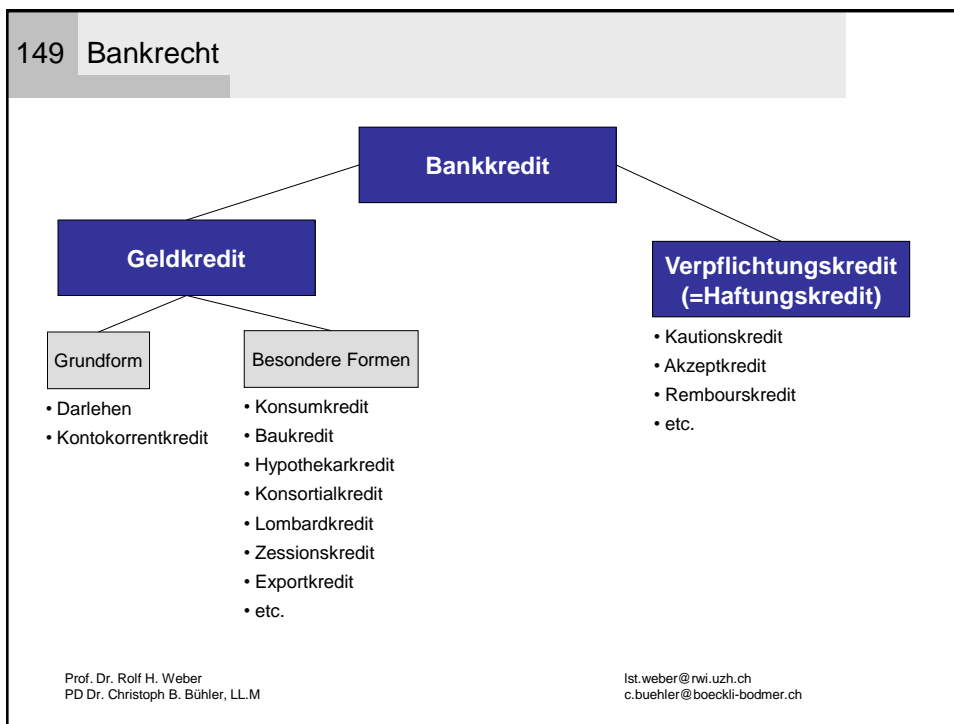 149 Bankrecht
Bankkredit
Geldkredit
Verpflichtungskredit
(=Haftungskredit)
Grundform
• Darlehen
• Kontokorrentkredit
Besondere Formen
• Konsumkredit
• Baukredit
• Hypothekarkredit
• Konsortialkredit
• Lombardkredit
• Zessionskredit
• Exportkredit
• etc.
• Kautionskredit
• Akzeptkredit
• Rembourskredit
• etc.
Prof. Dr. Rolf H. Weber
PD Dr. Christoph B. Bühler, LL.M
lst.weber@rwi.uzh.ch
c.buehler@boeckli-bodmer.ch